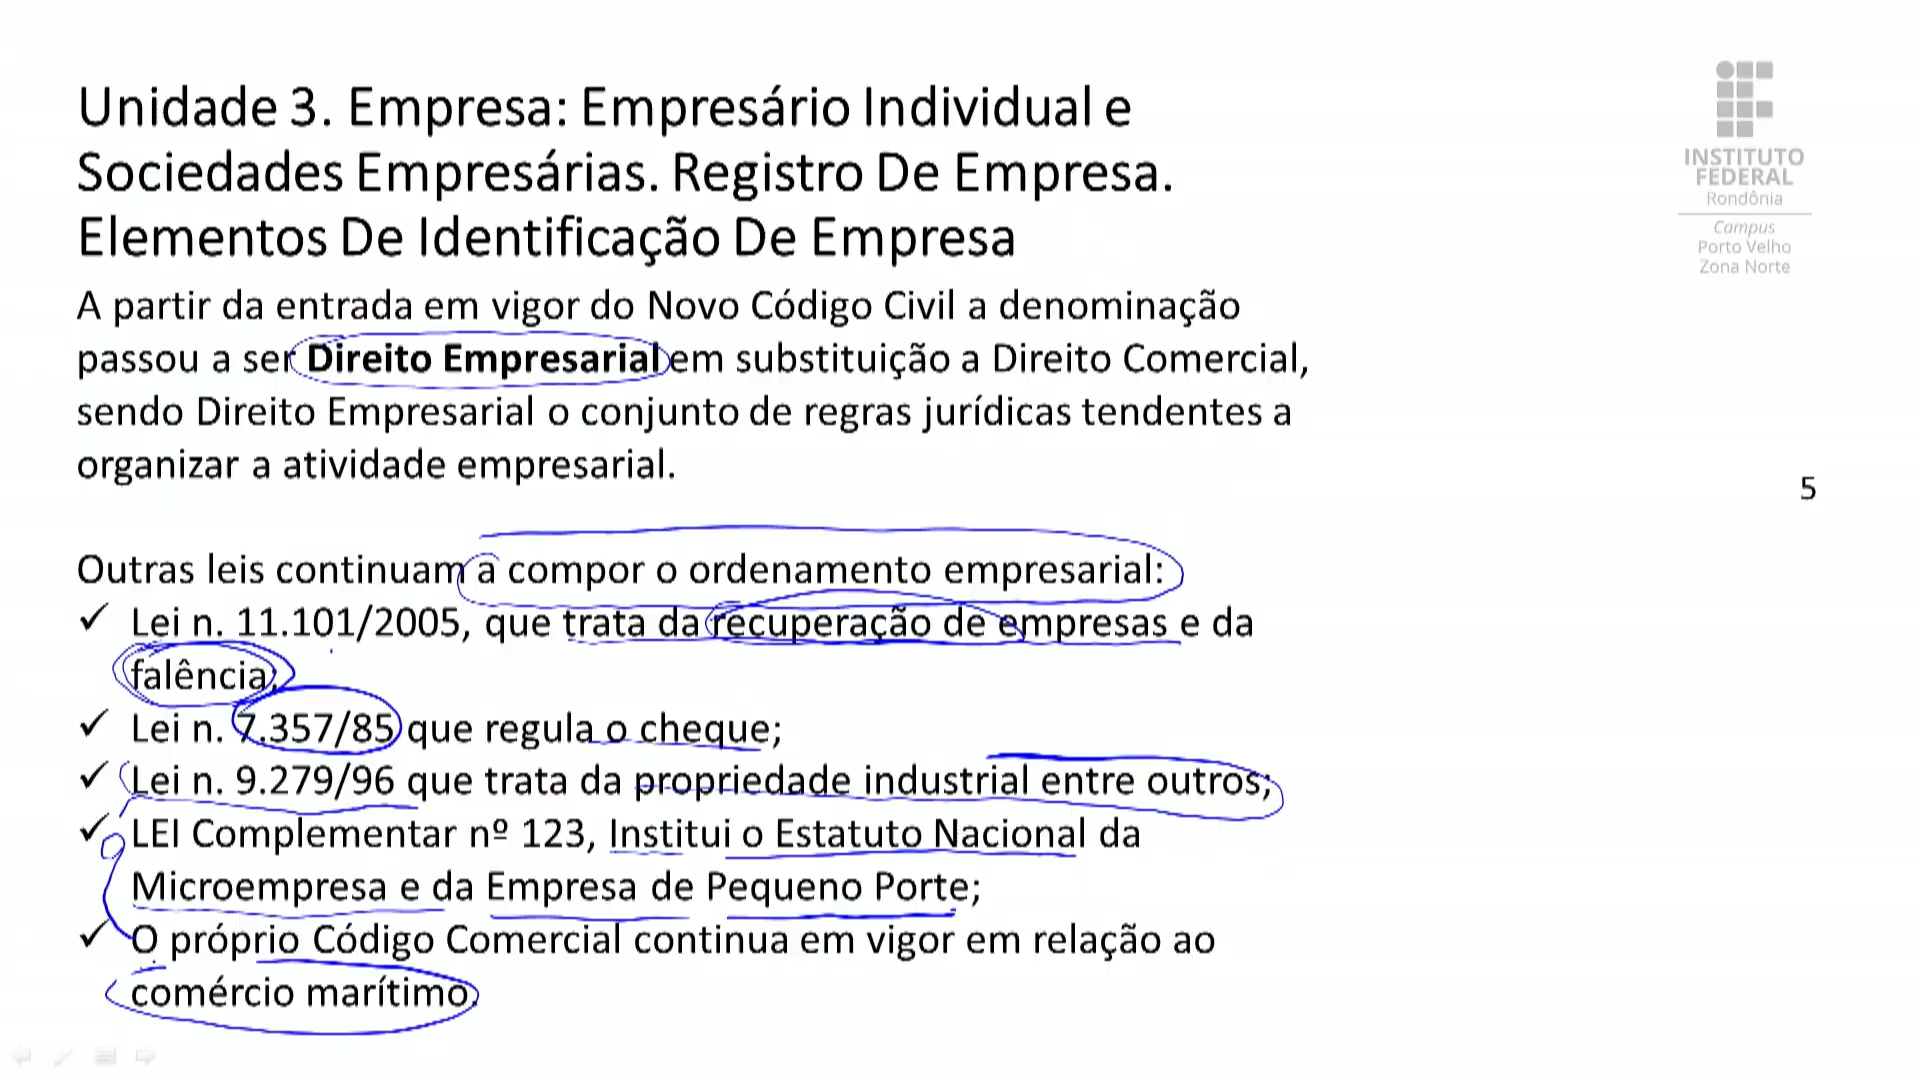 Unidade 3. Empresa: Empresário Individual e
Sociedades Empresárias. Registro De Empresa.
Elementos De Identificação De Empresa
INSTITUTO
FEDERAL
Rondônia
Campus
Porto Velho
Zona Norte
A partir da entrada em vigor do Novo Código Civil a denominação
passou a ser Direito Empresarial em substituição a Direito Comercial,
sendo Direito Empresarial o conjunto de regras jurídicas tendentes a
organizar a atividade empresarial.
5
Outras leis continuam a compor o ordenamento empresarial:
✓ Lei n. 11.101/2005, que trata da recuperação de empresas e da
falência;
✓ Lei n. 7.357/85 que regula o cheque;
✓ Lei n. 9.279/96 que trata da propriedade industrial entre outros;
✓ LEI Complementar nº 123, Institui o Estatuto Nacional da
Microempresa e da Empresa de Pequeno Porte;
✓ O próprio Código Comercial continua em vigor em relação ao
comércio marítimo.